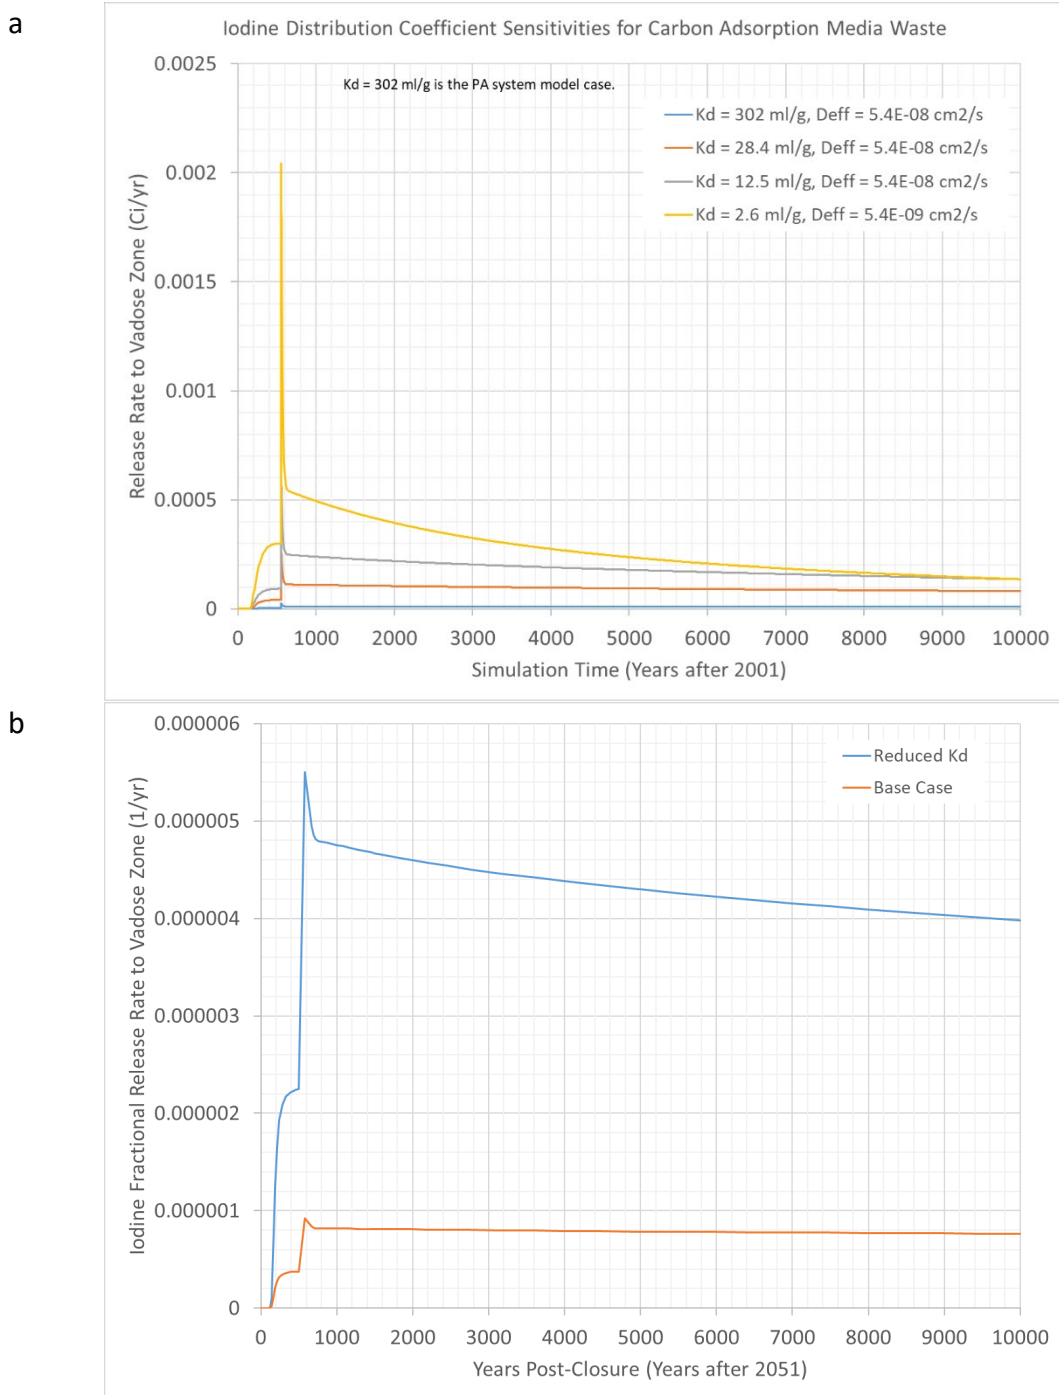 a
Iodine Distribution Coefficient Sensitivities for Carbon Adsorption Media Waste
Kd = 302 ml/g is the PA system model case.
Kd = 302 ml/g, Deff = 5.4E-08 cm2/s
Kd = 28.4 ml/g, Deff = 5.4E-08 cm2/s
Kd = 12.5 ml/g, Deff = 5.4E-08 cm2/s
Kd = 2.6 ml/g, Deff = 5.4E-09 cm2/s
Release Rate to Vadose Zone (Ci/yr)
0.0025
0.002
0.0015
0.001
0.0005
0
0 1000 2000 3000 4000 5000 6000 7000 8000 9000 10000
Simulation Time (Years after 2001)
b
Iodine Fractional Release Rate to Vadose Zone (1/yr)
0.000006
0.000005
0.000004
0.000003
0.000002
0.000001
0
Reduced Kd
Base Case
0 1000 2000 3000 4000 5000 6000 7000 8000 9000 10000
Years Post-Closure (Years after 2051)